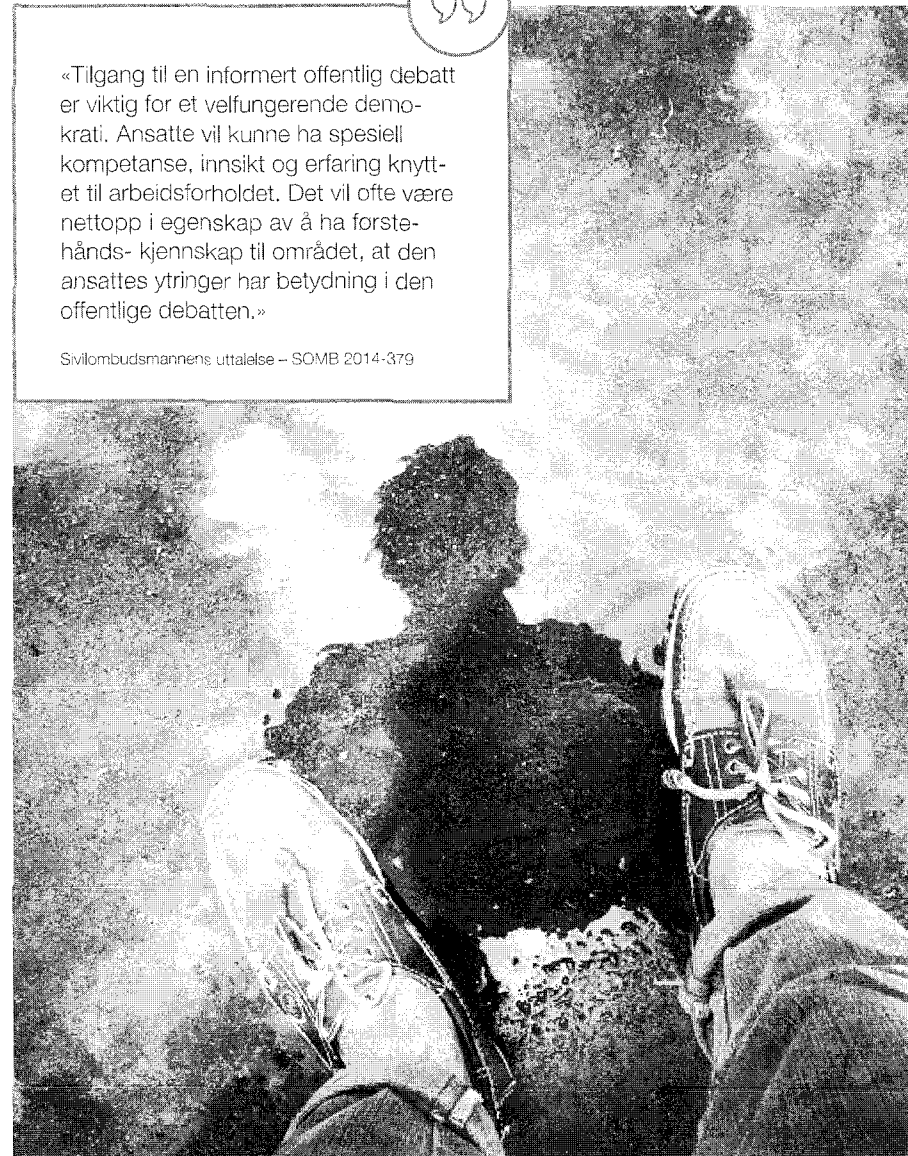 «Tilgang til en informert offentlig debatt
er viktig for et velfungerende demo-
krati. Ansatte vil kunne ha spesiell
kompetanse, innsikt og erfaring knytt-
et til arbeidsforholdet. Det vil ofte være
nettopp i egenskap av å ha første-
hånds- kjennskap til området, at den
ansattes ytringer har betydning i den
offentlige debatten.»
Sivilombudsmannens uttalelse – SOMB 2014-379